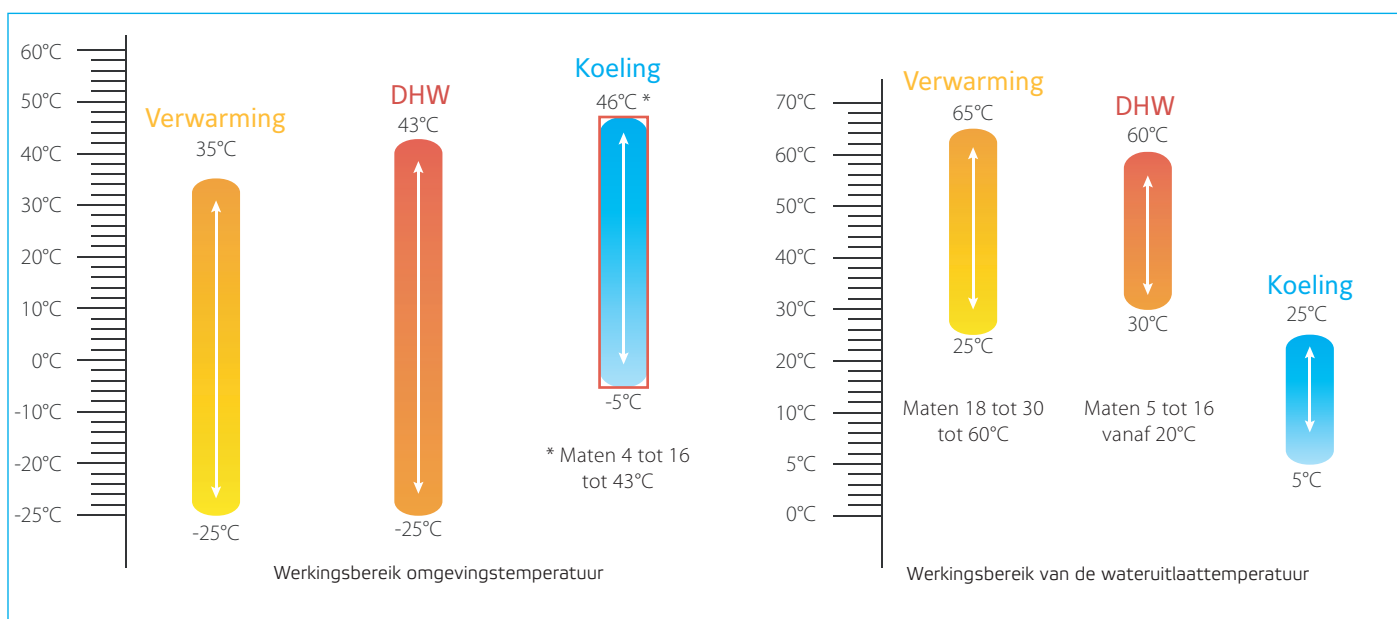 60°C
50°C
40°C
30°C
20°C
10°C
0°C
-10°C
-20°C
-25°C
Verwarming
35°C
-25°C
DHW
43°C
-25°C
Koeling
46°C *
-5°C
* Maten 4 tot 16
tot 43°C
Werkingsbereik omgevingstemperatuur
70°C
60°C
50°C
40°C
30°C
20°C
10°C
5°C
0°C
Verwarming
65°C
25°C
Maten 18 tot 30
tot 60°C
DHW
60°C
30°C
Maten 5 tot 16
vanaf 20°C
Koeling
25°C
5°C
Werkingsbereik van de wateruitlaattemperatuur